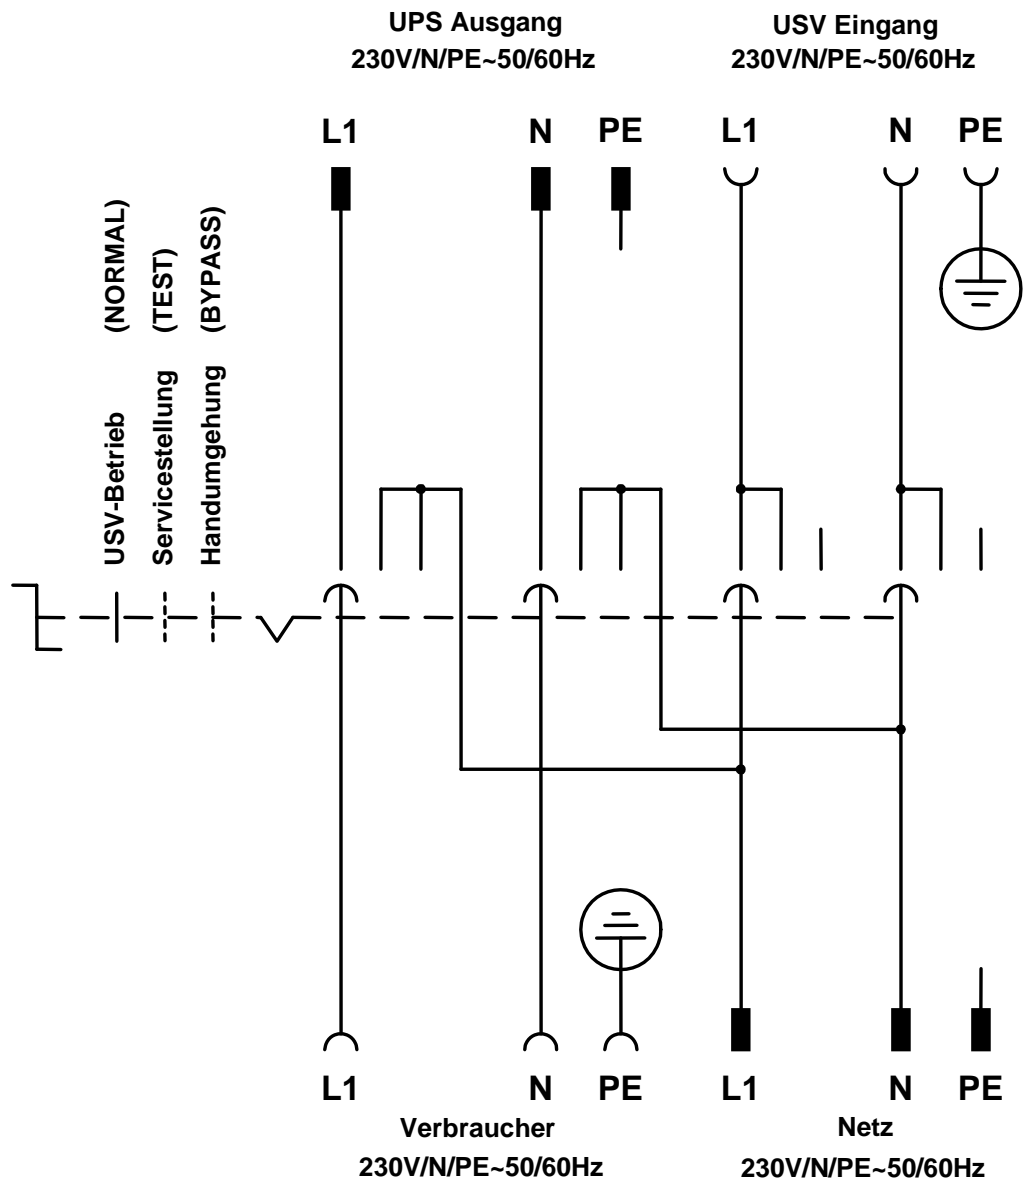 UPS Ausgang
230V/N/PE~50/60Hz
USV Eingang
230V/N/PE~50/60Hz
L1 N PE L1 N PE
USV-Betrieb (NORMAL)
Servicestellung (TEST)
Handumgehung (BYPASS)
L1 N PE L1 N PE
Verbraucher
230V/N/PE~50/60Hz
Netz
230V/N/PE~50/60Hz